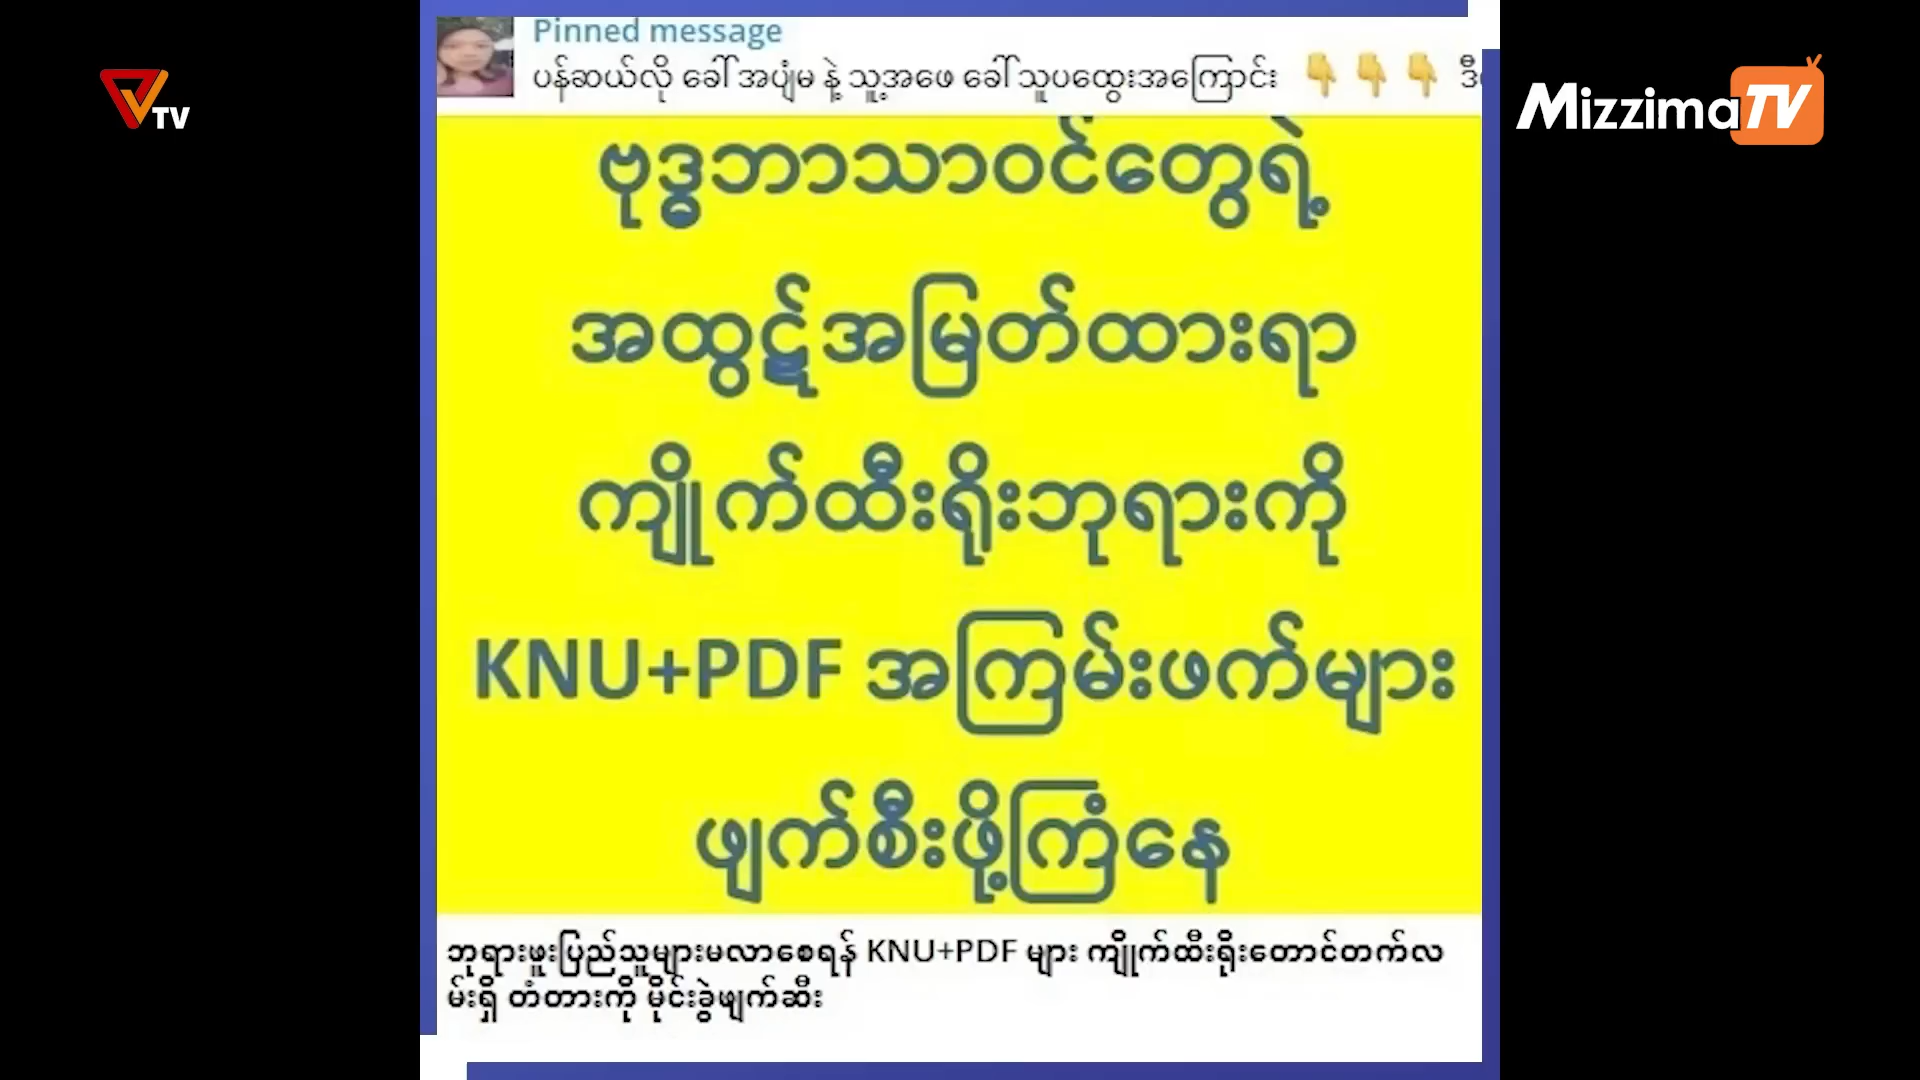 TV
Mizzima TV
Pinned message
ပန်ဆယ်လို ခေါ် အပျံမ နဲ့ သူ့အဖေ ခေါ် သူပထွေးအကြောင်း 👇 👇 👇
ဗုဒ္ဓဘာသာဝင်တွေရဲ့
အထွဋ်အမြတ်ထားရာ
ကျိုက်ထီးရိုးဘုရားကို
KNU+PDF အကြမ်းဖက်များ
ဖျက်စီးဖို့ကြံနေ
ဘုရားဖူးပြည်သူများမလာစေရန် KNU+PDF များ ကျိုက်ထီးရိုးတောင်တက်လ
မ်းရှိ တံတားကို မိုင်းခွဲဖျက်ဆီး